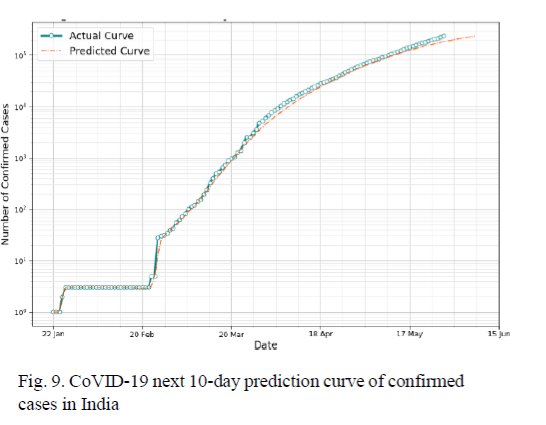 Actual Curve
Predicted Curve
Number of Confirmed Cases
10⁵
10⁴
10³
10²
10¹
10⁰
22 Jan
20 Feb
20 Mar
18 Apr
17 May
15 Jun
Date
Fig. 9. CoVID-19 next 10-day prediction curve of confirmed
cases in India